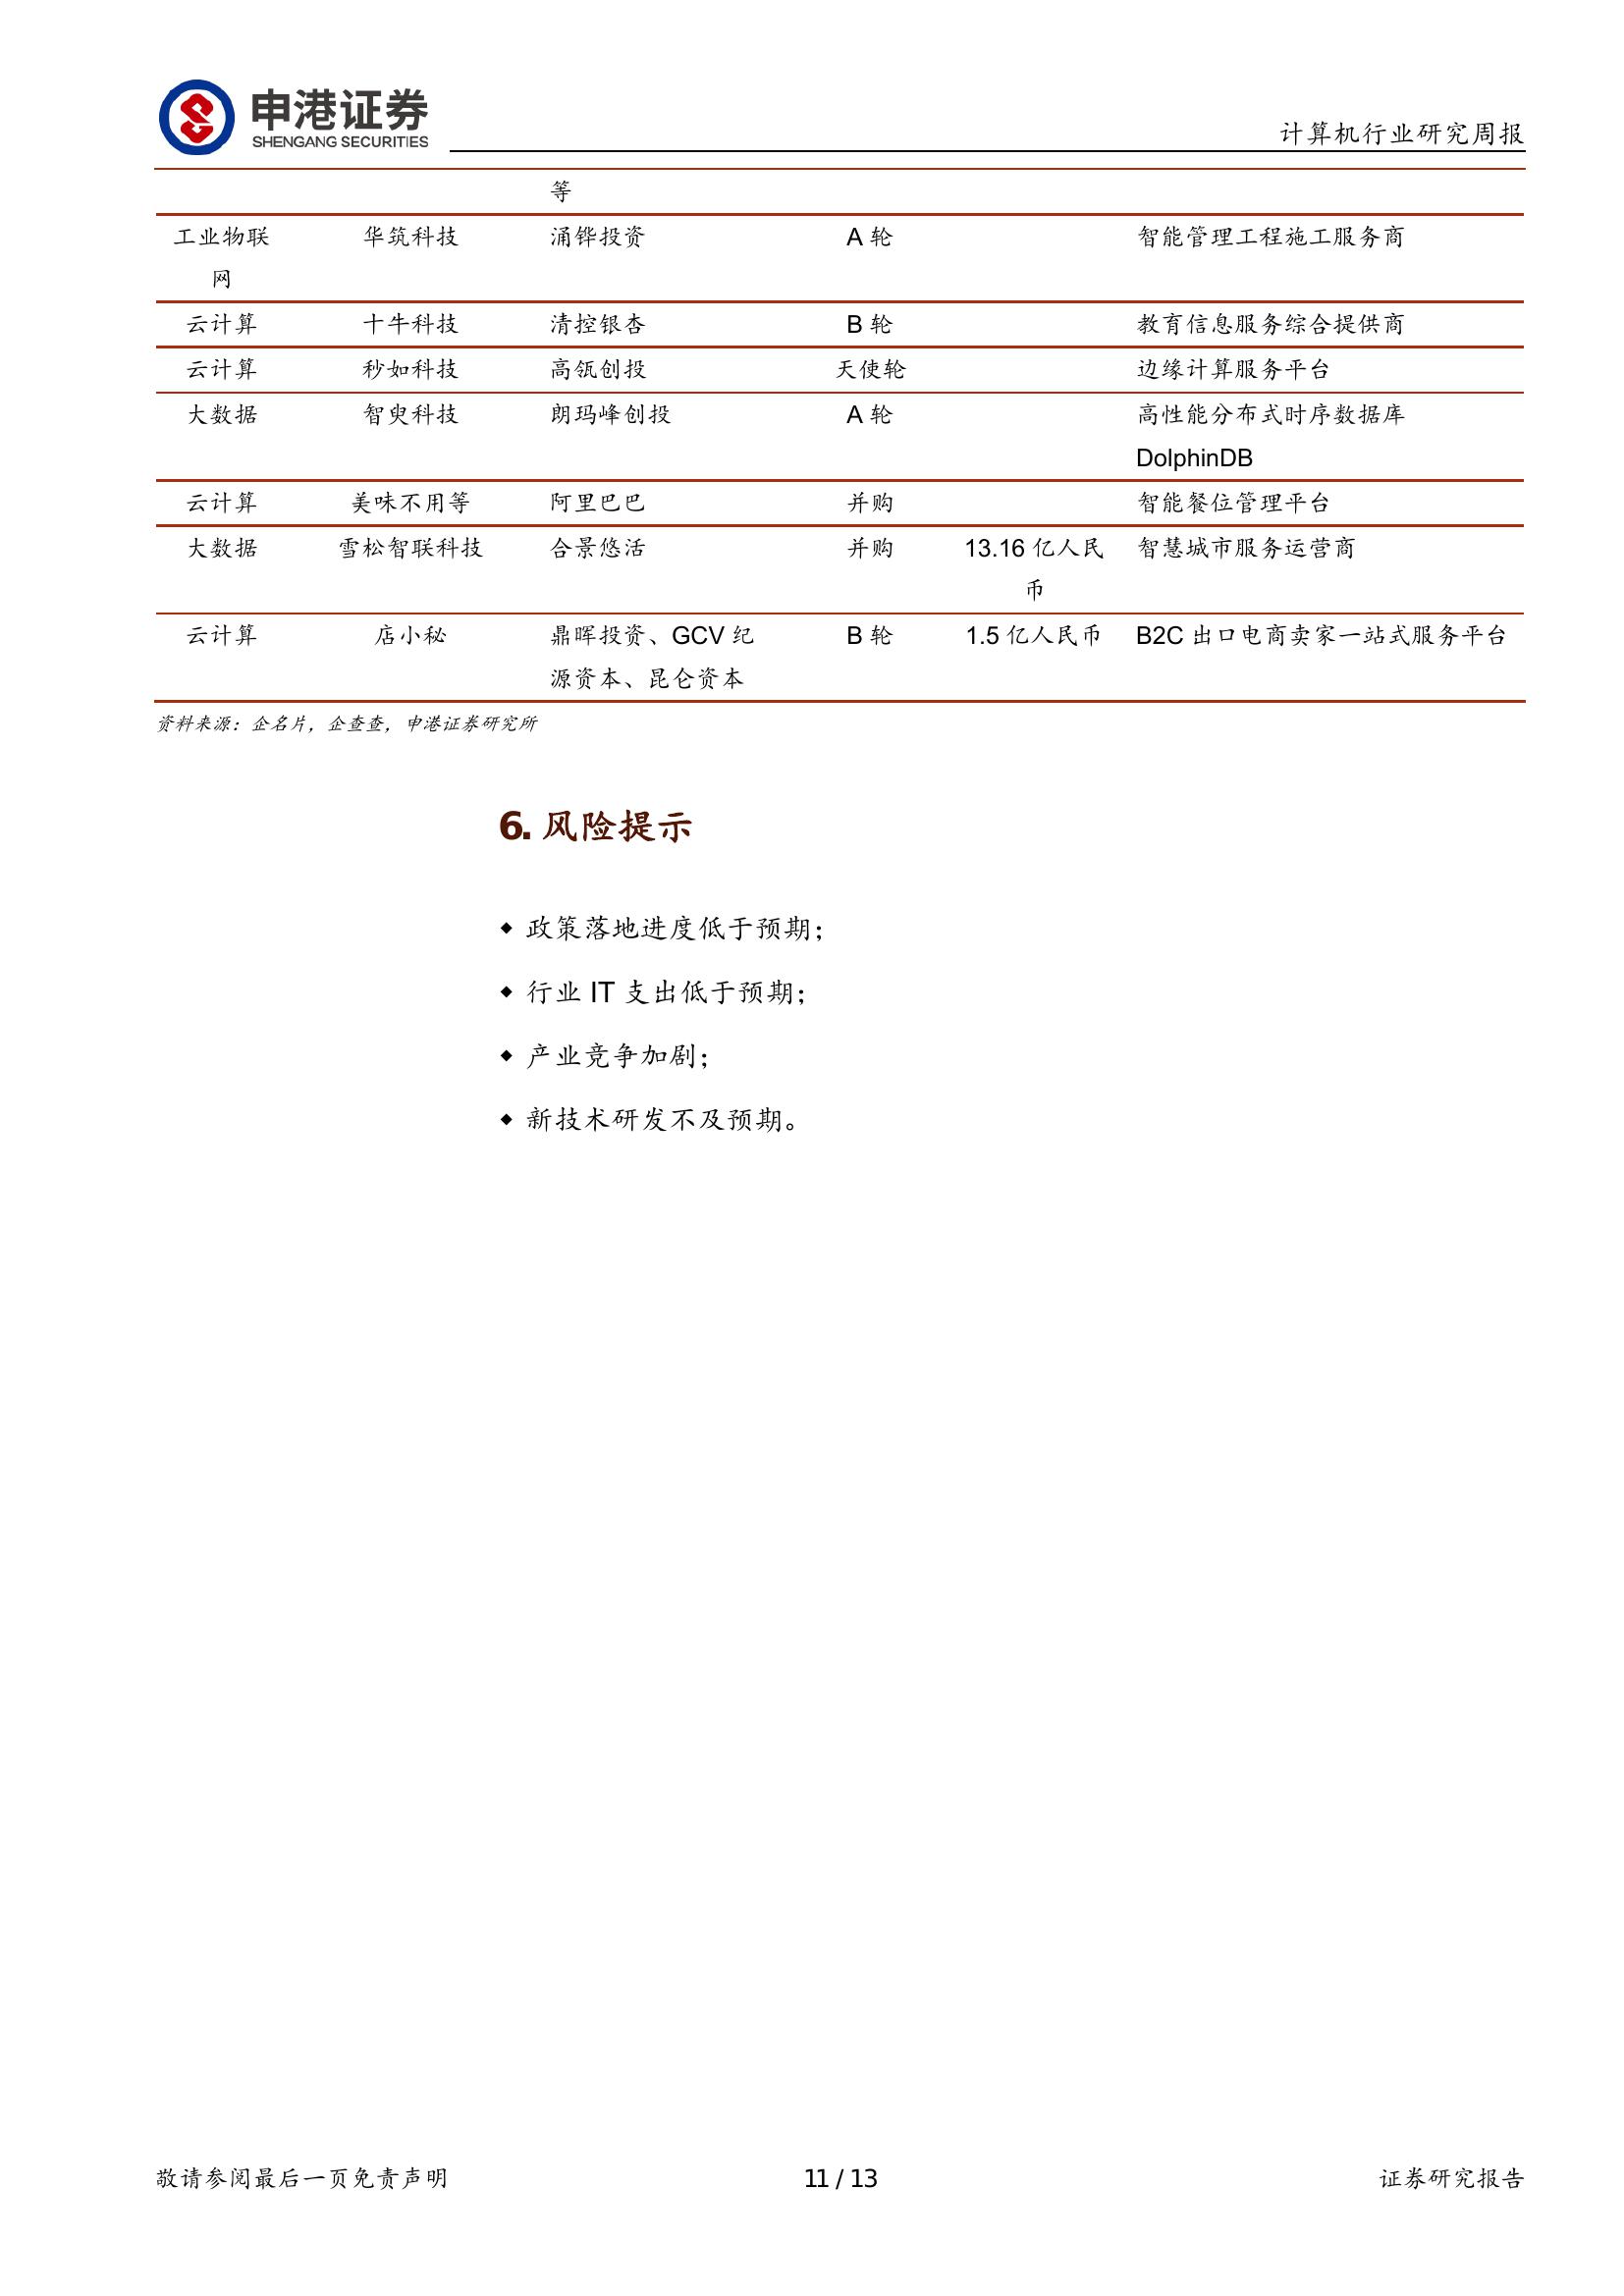 申港证券
SHENGANG SECURITIES
计算机行业研究周报
等
工业物联 华筑科技 涌铧投资 A 轮 智能管理工程施工服务商
网
云计算 十牛科技 清控银杏 B 轮 教育信息服务综合提供商
云计算 秒如科技 高瓴创投 天使轮 边缘计算服务平台
大数据 智臾科技 朗玛峰创投 A 轮 高性能分布式时序数据库
DolphinDB
云计算 美味不用等 阿里巴巴 并购 智能餐位管理平台
大数据 雪松智联科技 合景悠活 并购 13.16 亿人民 智慧城市服务运营商
币
云计算 店小秘 鼎晖投资、GCV 纪 B 轮 1.5 亿人民币 B2C 出口电商卖家一站式服务平台
源资本、昆仑资本
资料来源：企名片，企查查，申港证券研究所
6. 风险提示
◆ 政策落地进度低于预期；
◆ 行业 IT 支出低于预期；
◆ 产业竞争加剧；
◆ 新技术研发不及预期。
敬请参阅最后一页免责声明 11 / 13 证券研究报告